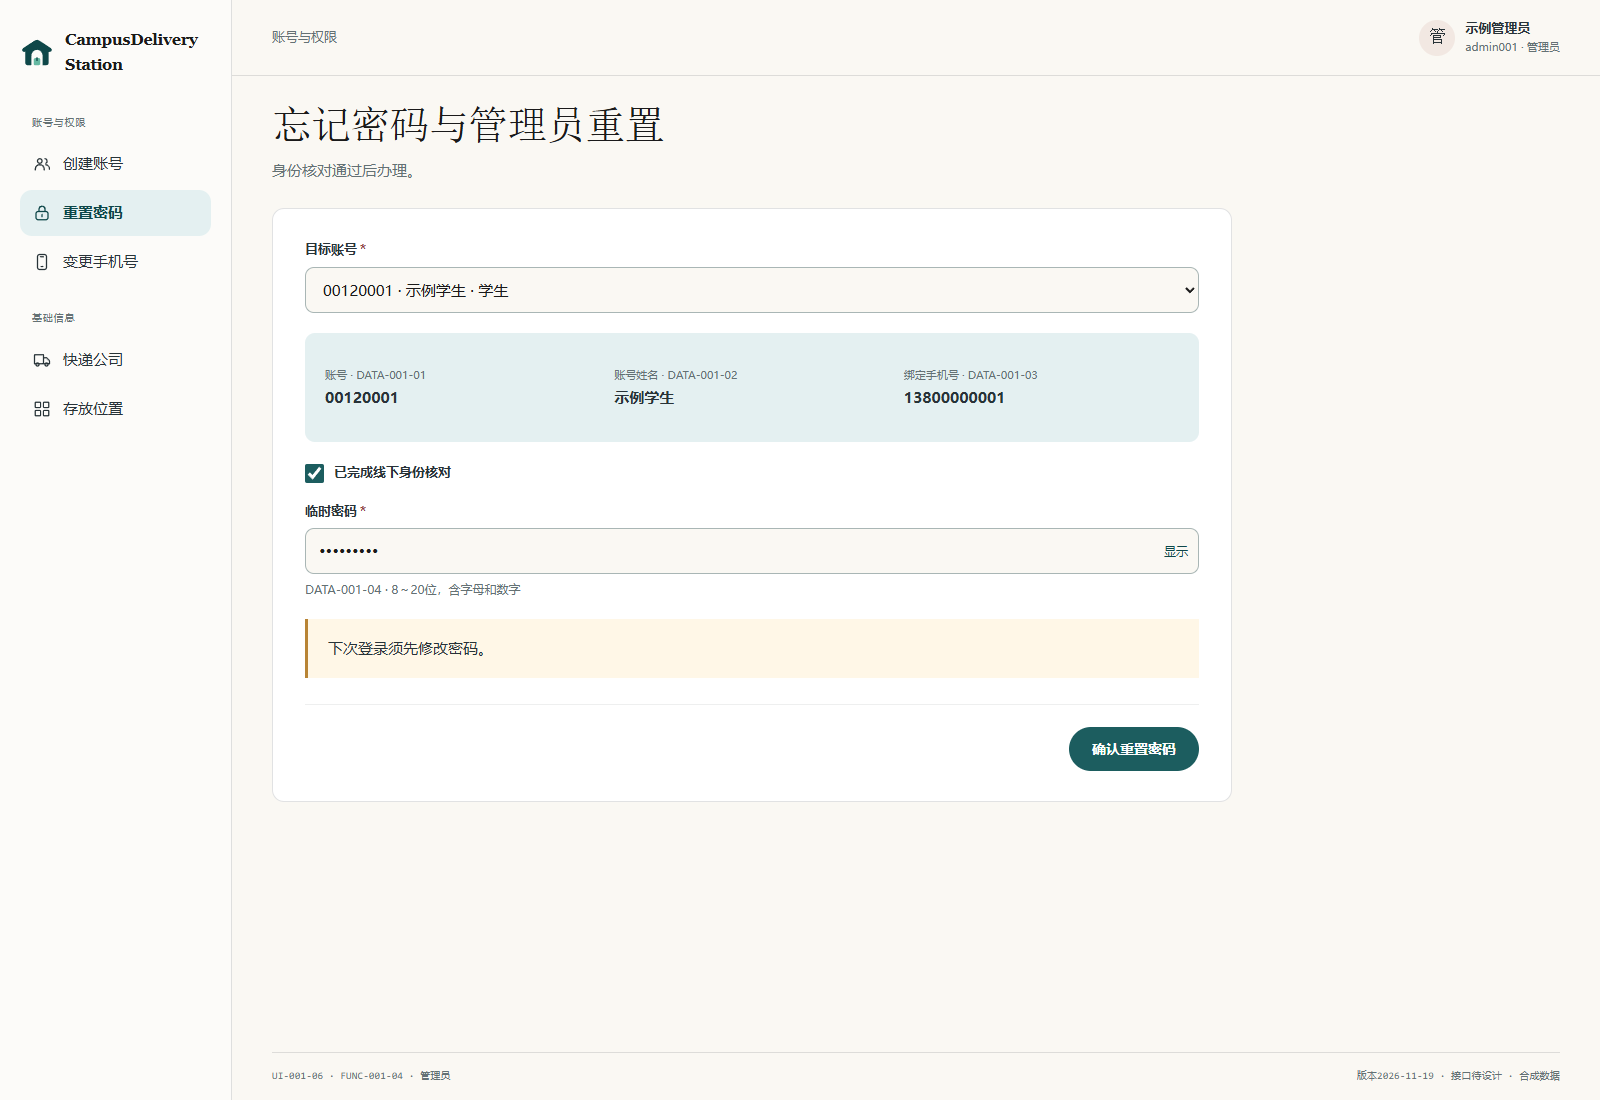 CampusDelivery
Station
账号与权限
创建账号
重置密码
变更手机号
基础信息
快递公司
存放位置
账号与权限
管
示例管理员
admin001 · 管理员
忘记密码与管理员重置
身份核对通过后办理。
目标账号 *
00120001 · 示例学生 · 学生
账号 · DATA-001-01
00120001
账号姓名 · DATA-001-02
示例学生
绑定手机号 · DATA-001-03
13800000001
已完成线下身份核对
临时密码 *
•••••••••
显示
DATA-001-04 · 8～20位，含字母和数字
下次登录须先修改密码。
确认重置密码
UI-001-06 · FUNC-001-04 · 管理员
版本2026-11-19 · 接口待设计 · 合成数据